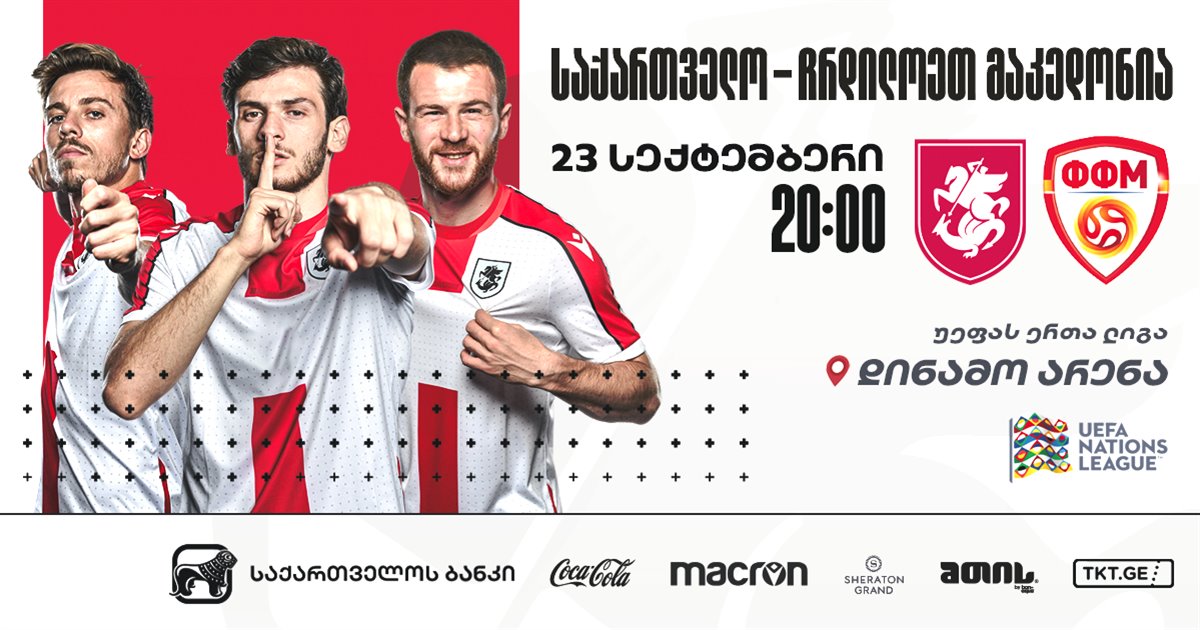 საქართველო – ჩრდილოეთ მაკედონია
23 სექტემბერი
20:00
ФФМ
უეფას ერთა ლიგა
დინამო არენა
UEFA
NATIONS
LEAGUE
საქართველოს ბანკი
Coca-Cola
macron
SHERATON
GRAND
მთის
TKT.GE